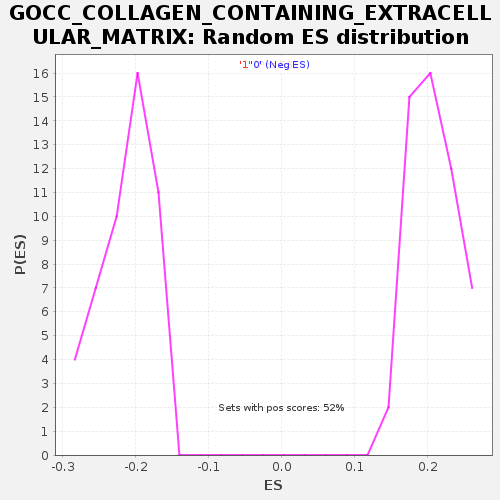 GOCC_COLLAGEN_CONTAINING_EXTRACELL
ULAR_MATRIX: Random ES distribution
'1''0' (Neg ES)
16
15
14
13
12
11
10
9
8
7
6
5
4
3
2
1
0
P(ES)
Sets with pos scores: 52%
-0.3 -0.2 -0.1 0.0 0.1 0.2
ES